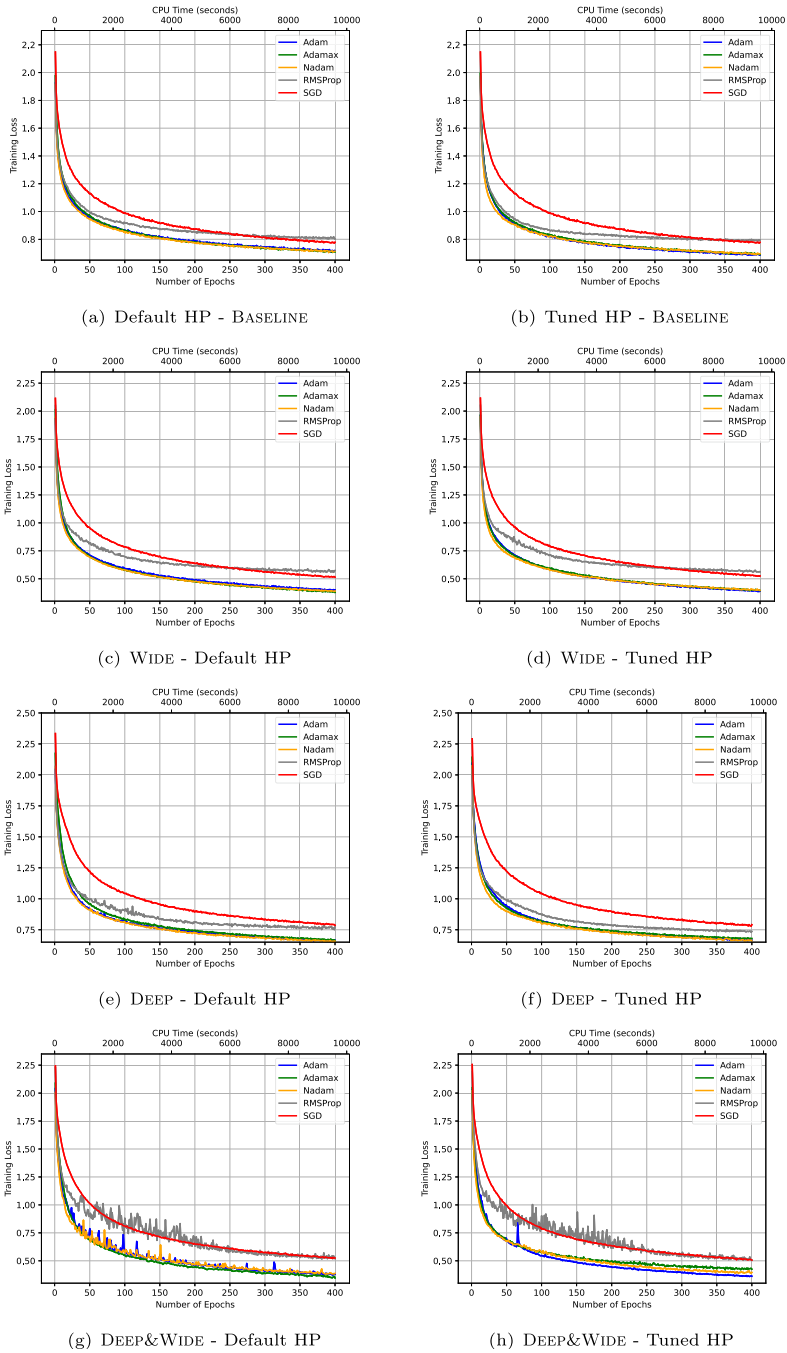 CPU Time (seconds)
0 2000 4000 6000 8000 10000
2,2
2.0
1.8
1.6
1.4
1.2
1.0
0.8
Training Loss
Adam
Adamax
Nadam
RMSProp
SGD
0 50 100 150 200 250 300 350 400
Number of Epochs
(a) Default HP - BASELINE
CPU Time (seconds)
0 2000 4000 6000 8000 10000
2,2
2.0
1.8
1.6
1,4
1.2
1.0
0.8
Training Loss
Adam
Adamax
Nadam
RMSProp
SGD
0 50 100 150 200 250 300 350 400
Number of Epochs
(b) Tuned HP - BASELINE
CPU Time (seconds)
0 2000 4000 6000 8000 10000
2,25
2,00
1,75
1,50
1,25
1,00
0,75
0,50
Training Loss
Adam
Adamax
Nadam
RMSProp
SGD
0 50 100 150 200 250 300 350 400
Number of Epochs
(c) WIDE - Default HP
CPU Time (seconds)
0 2000 4000 6000 8000 10000
2,25
2,00
1,75
1,50
1,25
1,00
0,75
0,50
Training Loss
Adam
Adamax
Nadam
RMSProp
SGD
0 50 100 150 200 250 300 350 400
Number of Epochs
(d) WIDE - Tuned HP
CPU Time (seconds)
0 2000 4000 6000 8000 10000
2,50
2,25
2,00
1,75
1,50
1,25
1,00
0,75
Training Loss
Adam
Adamax
Nadam
RMSProp
SGD
0 50 100 150 200 250 300 350 400
Number of Epochs
(e) DEEP - Default HP
CPU Time (seconds)
0 2000 4000 6000 8000 10000
2,50
2,25
2,00
1,75
1,50
1,25
1,00
0,75
Training Loss
Adam
Adamax
Nadam
RMSProp
SGD
0 50 100 150 200 250 300 350 400
Number of Epochs
(f) DEEP - Tuned HP
CPU Time (seconds)
0 2000 4000 6000 8000 10000
2,25
2,00
1,75
1,50
1,25
1,00
0,75
0,50
Training Loss
Adam
Adamax
Nadam
RMSProp
SGD
0 50 100 150 200 250 300 350 400
Number of Epochs
(g) DEEP&WIDE - Default HP
CPU Time (seconds)
0 2000 4000 6000 8000 10000
2,25
2,00
1,75
1,50
1,25
1,00
0,75
0,50
Training Loss
Adam
Adamax
Nadam
RMSProp
SGD
0 50 100 150 200 250 300 350 400
Number of Epochs
(h) DEEP&WIDE - Tuned HP